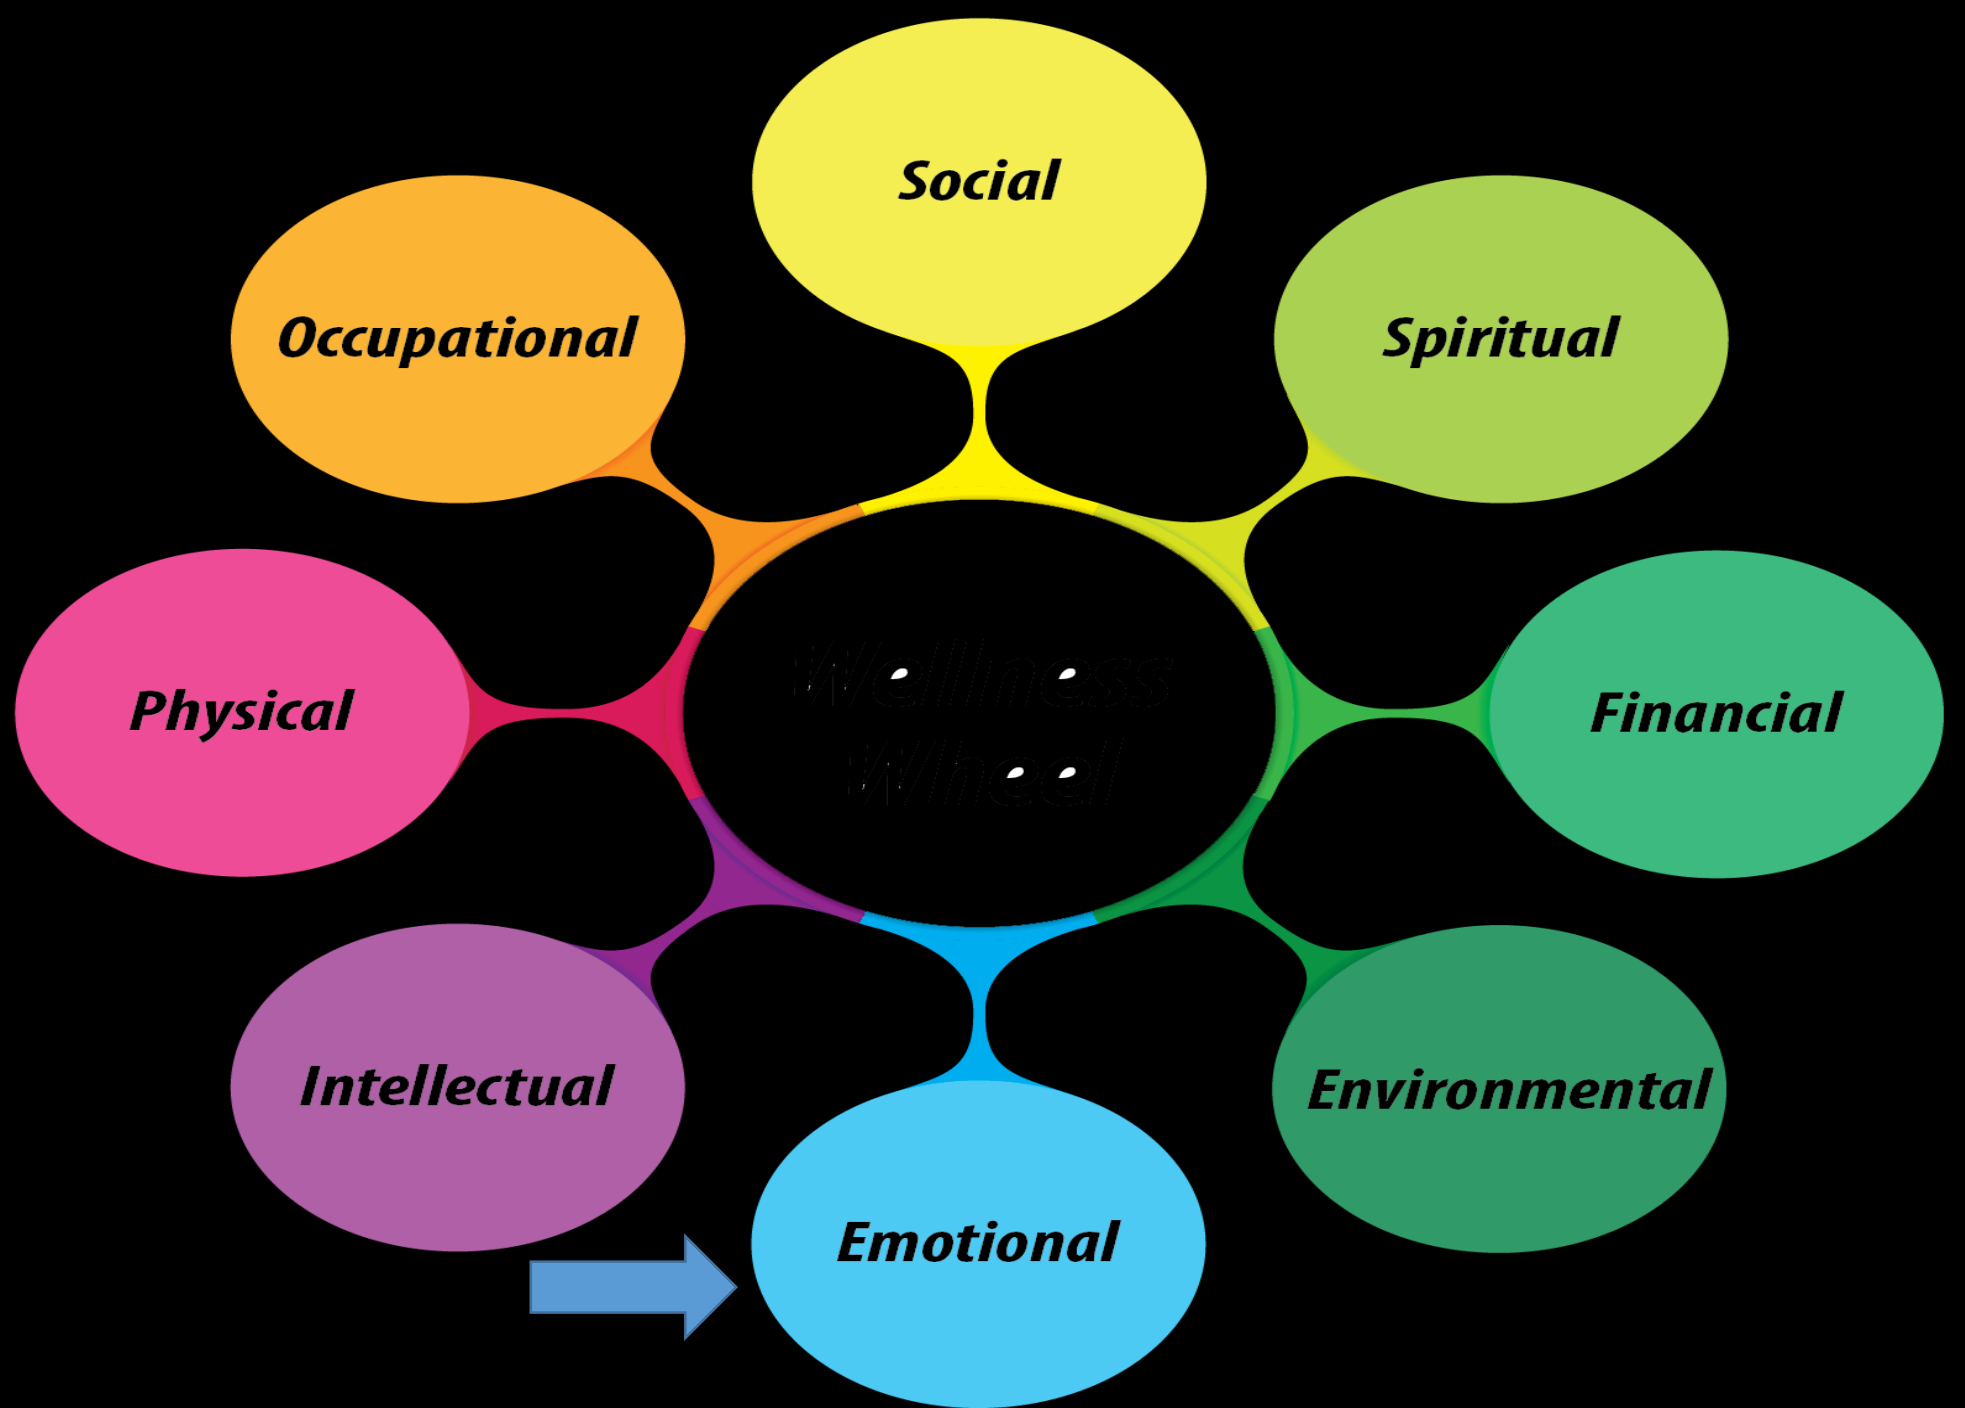 Social
Occupational
Spiritual
Wellness
Wheel
Physical
Financial
Intellectual
Environmental
Emotional